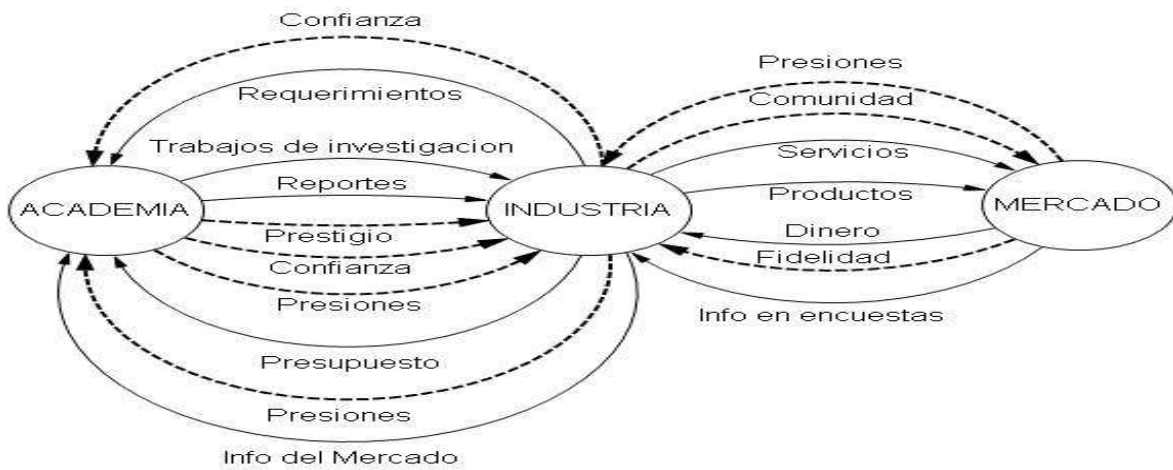 Confianza
Presiones
Requerimientos
Comunidad
Trabajos de investigacion
Servicios
Reportes
Productos
ACADEMIA
INDUSTRIA
MERCADO
Prestigio
Dinero
Confianza
Fidelidad
Presiones
Info en encuestas
Presupuesto
Presiones
Info del Mercado